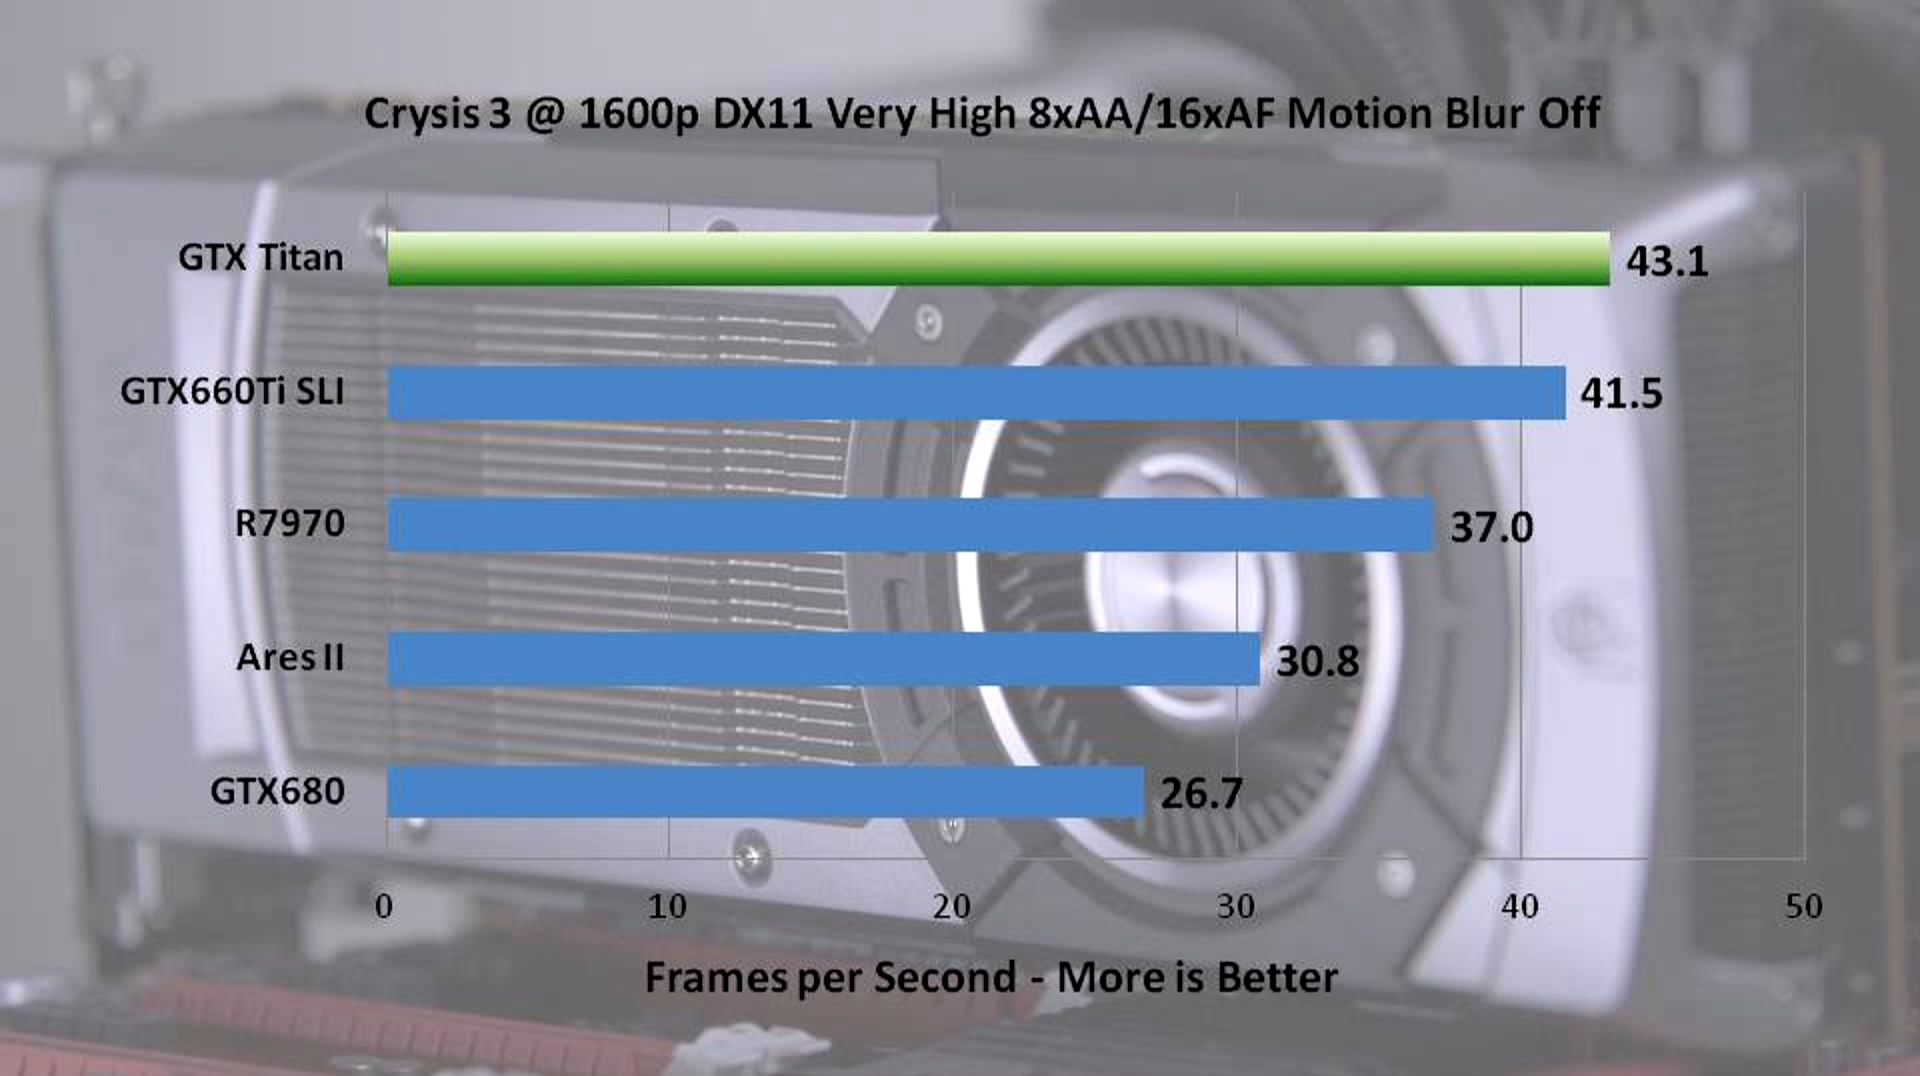 Crysis 3 @ 1600p DX11 Very High 8xAA/16xAF Motion Blur Off
GTX Titan 43.1
GTX660Ti SLI 41.5
R7970 37.0
Ares II 30.8
GTX680 26.7
0 10 20 30 40 50
Frames per Second - More is Better